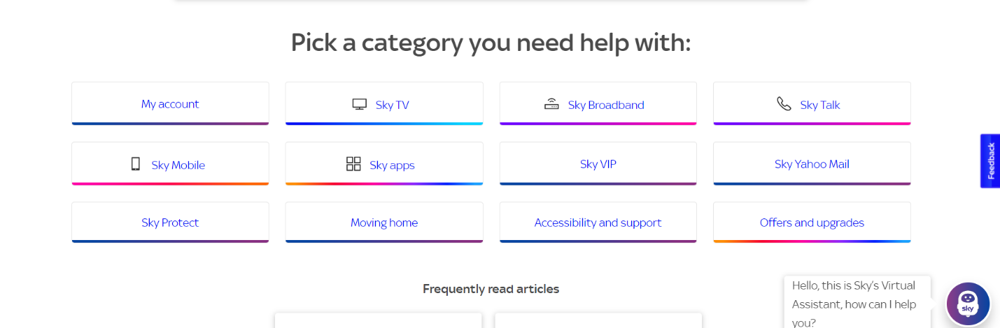 Pick a category you need help with:
My account
Sky TV
Sky Broadband
Sky Talk
Sky Mobile
Sky apps
Sky VIP
Sky Yahoo Mail
Feedback
Sky Protect
Moving home
Accessibility and support
Offers and upgrades
Frequently read articles
Hello, this is Sky's Virtual
Assistant, how can I help
you?
sky